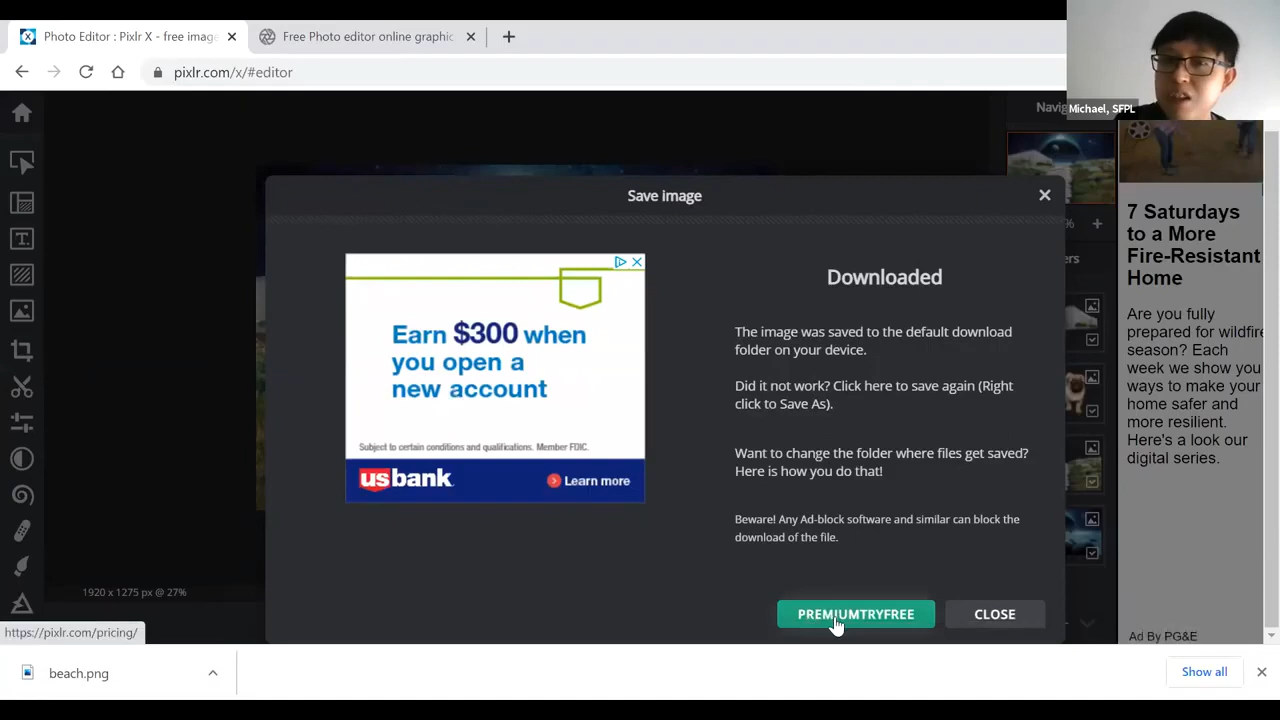 Photo Editor : Pixlr X - free image
Free Photo editor online graphic
pixlr.com/x/#editor
Michael, SFPL
Save image
Downloaded
The image was saved to the default download
folder on your device.
Did it not work? Click here to save again (Right
click to Save As).
Want to change the folder where files get saved?
Here is how you do that!
Beware! Any Ad-block software and similar can block the
download of the file.
PREMIUMTRYFREE
CLOSE
Earn $300 when
you open a
new account
Subject to certain conditions and qualifications. Member FDIC.
usbank
Learn more
7 Saturdays
to a More
Fire-Resistant
Home
Are you fully
prepared for wildfire
season? Each
week we show you
ways to make your
home safer and
more resilient.
Here's a look our
digital series.
Ad By PG&E
1920 x 1275 px @ 27%
https://pixlr.com/pricing/
beach.png
Show all